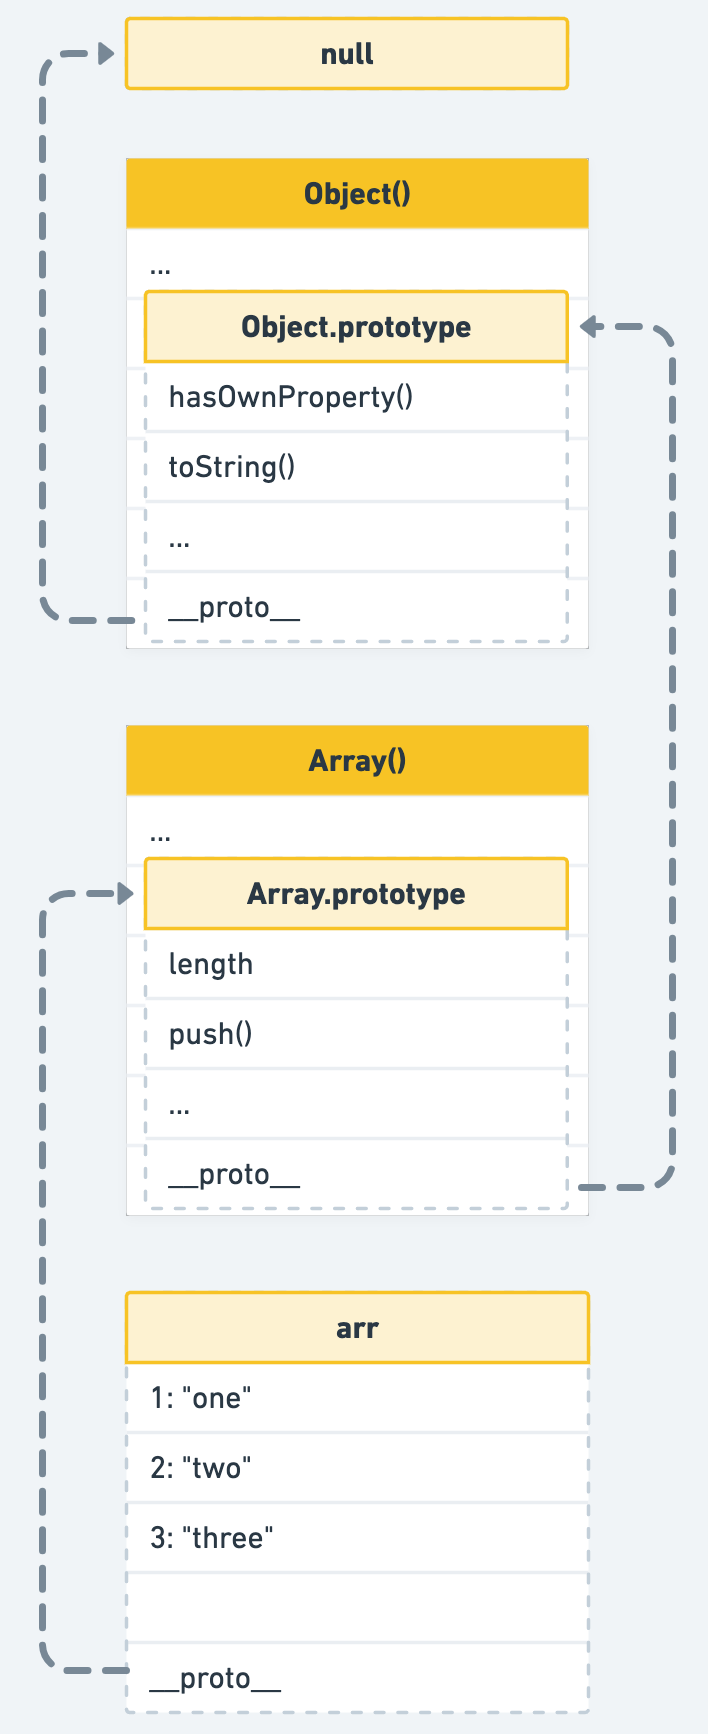 null
Object()
...
Object.prototype
hasOwnProperty()
toString()
...
__proto__
Array()
...
Array.prototype
length
push()
...
__proto__
arr
1: "one"
2: "two"
3: "three"
__proto__